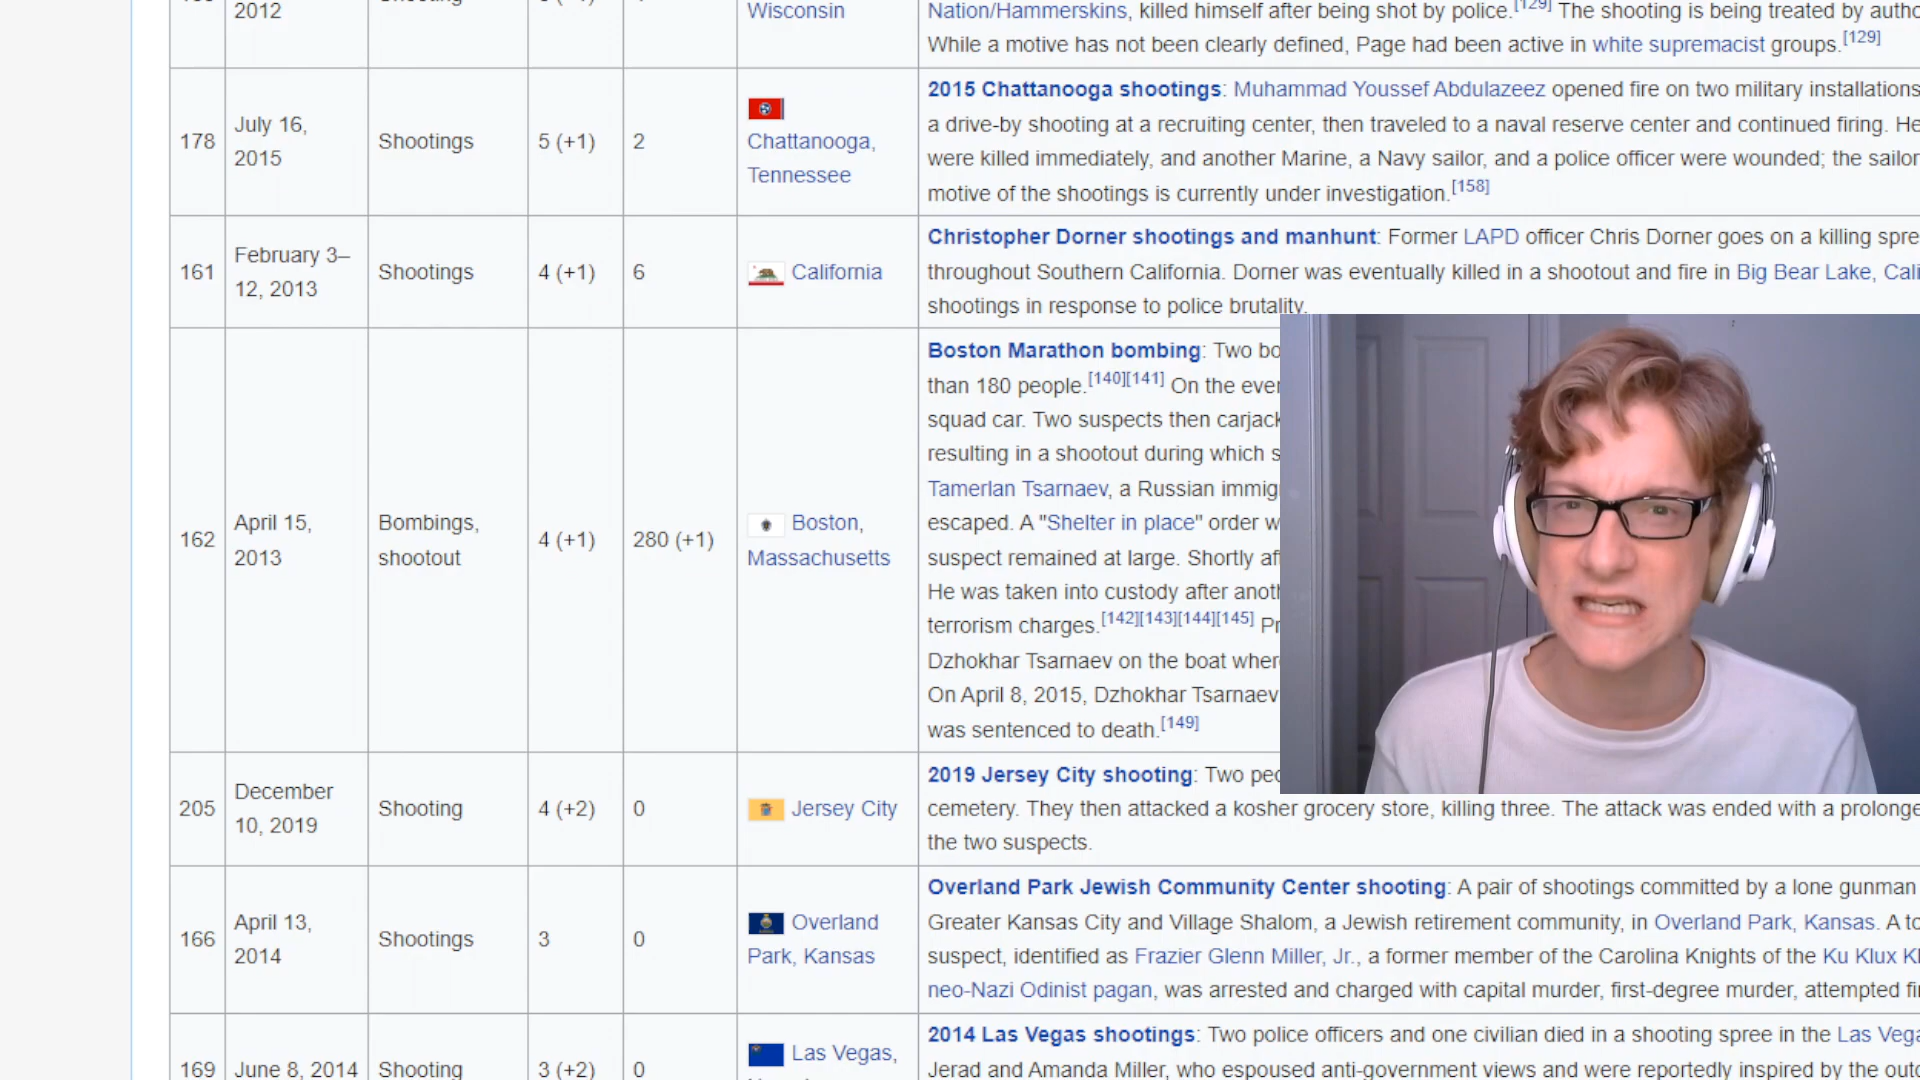 2012
Wisconsin
Nation/Hammerskins, killed himself after being shot by police.[129] The shooting is being treated by autho
While a motive has not been clearly defined, Page had been active in white supremacist groups.[129]
178
July 16,
2015
Shootings
5 (+1)
2
Chattanooga,
Tennessee
2015 Chattanooga shootings: Muhammad Youssef Abdulazeez opened fire on two military installations
a drive-by shooting at a recruiting center, then traveled to a naval reserve center and continued firing. He
were killed immediately, and another Marine, a Navy sailor, and a police officer were wounded; the sailor
motive of the shootings is currently under investigation.[158]
161
February 3–
12, 2013
Shootings
4 (+1)
6
California
Christopher Dorner shootings and manhunt: Former LAPD officer Chris Dorner goes on a killing spre
throughout Southern California. Dorner was eventually killed in a shootout and fire in Big Bear Lake, Cali
shootings in response to police brutality.
162
April 15,
2013
Bombings,
shootout
4 (+1)
280 (+1)
Boston,
Massachusetts
Boston Marathon bombing: Two bo
than 180 people.[140][141] On the ever
squad car. Two suspects then carjack
resulting in a shootout during which s
Tamerlan Tsarnaev, a Russian immig
escaped. A "Shelter in place" order w
suspect remained at large. Shortly af
He was taken into custody after anoth
terrorism charges.[142][143][144][145] Pr
Dzhokhar Tsarnaev on the boat wher
On April 8, 2015, Dzhokhar Tsarnaev
was sentenced to death.[149]
205
December
10, 2019
Shooting
4 (+2)
0
Jersey City
2019 Jersey City shooting: Two peo
cemetery. They then attacked a kosher grocery store, killing three. The attack was ended with a prolonge
the two suspects.
166
April 13,
2014
Shootings
3
0
Overland
Park, Kansas
Overland Park Jewish Community Center shooting: A pair of shootings committed by a lone gunman
Greater Kansas City and Village Shalom, a Jewish retirement community, in Overland Park, Kansas. A to
suspect, identified as Frazier Glenn Miller, Jr., a former member of the Carolina Knights of the Ku Klux Kl
neo-Nazi Odinist pagan, was arrested and charged with capital murder, first-degree murder, attempted fi
169
June 8, 2014
Shooting
3 (+2)
0
Las Vegas,
2014 Las Vegas shootings: Two police officers and one civilian died in a shooting spree in the Las Vega
Jerad and Amanda Miller, who espoused anti-government views and were reportedly inspired by the outc